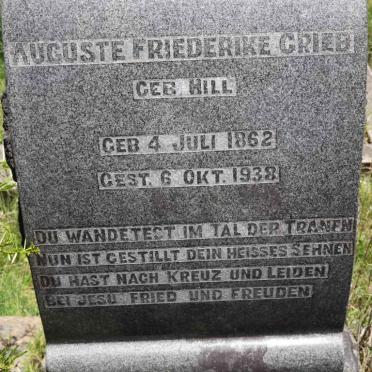 AUGUSTE FRIEDERIKE GRIEB
GEB. HILL
GEB 4 JULI 1862
GEST. 6 OKT. 1938
DU WANDETEST IM TAL DER TRANEN
NUN IST GESTILLT DEIN HEISSES SEHNEN
DU HAST NACH KREUZ UND LEIDEN
BEI JESU FRIED UND FREUDEN